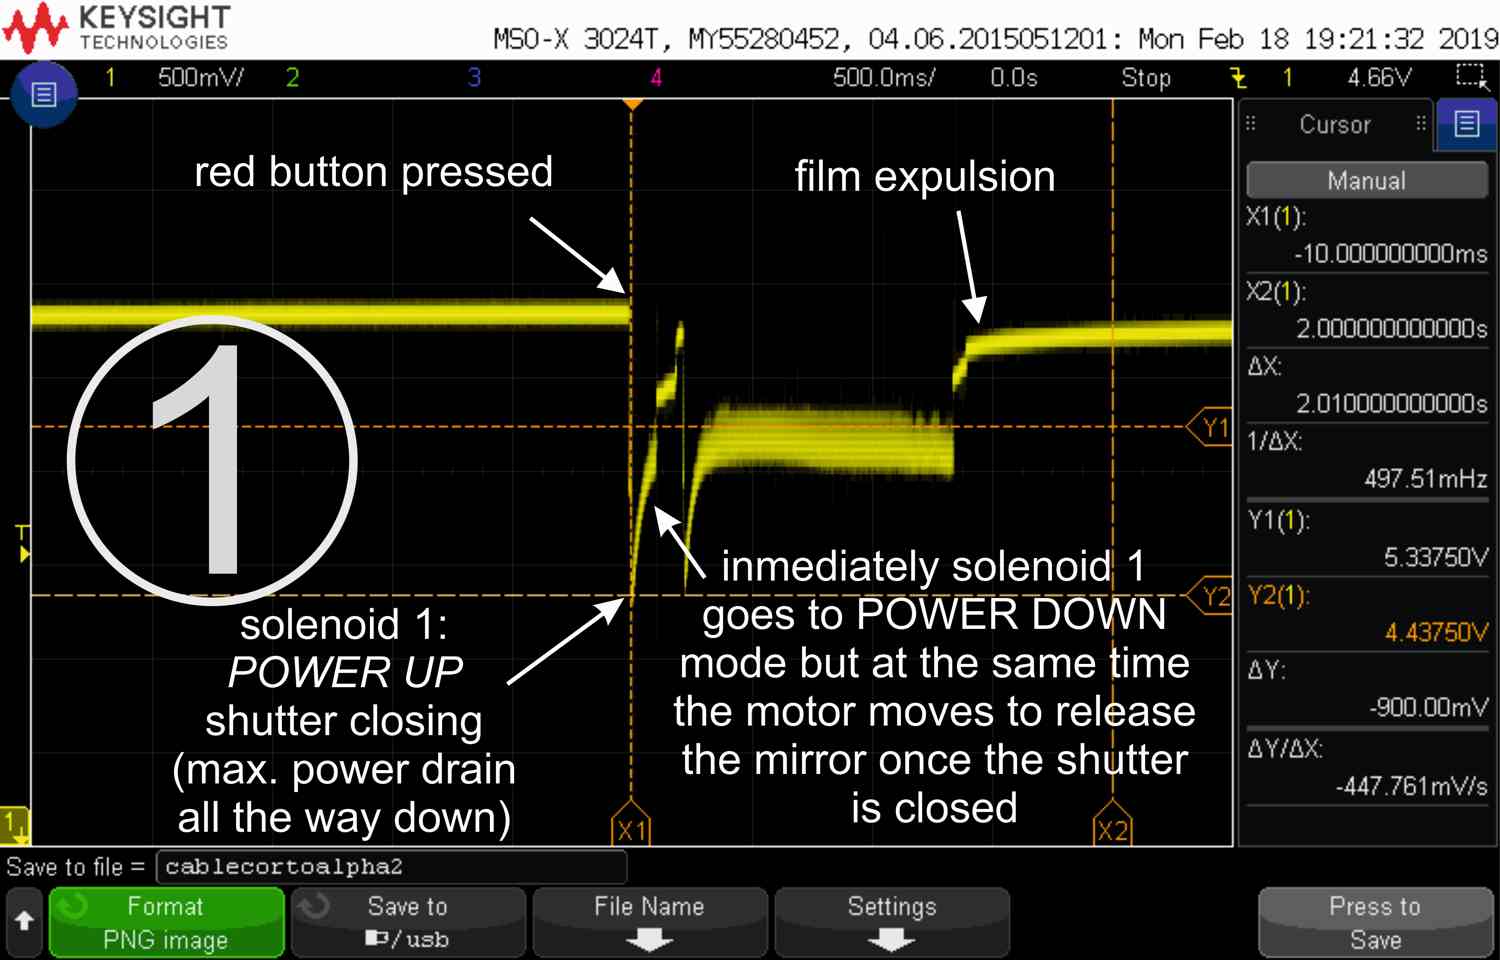 KEYSIGHT
TECHNOLOGIES
MSO-X 3024T, MY55280452, 04.06.2015051201: Mon Feb 18 19:21:32 2019
1 500mV/ 2 3 4 500.0ms/ 0.0s Stop 1 4.66V
Cursor
Manual
X1(1):
-10.000000000ms
X2(1):
2.000000000000s
ΔX:
2.010000000000s
1/ΔX:
497.51mHz
Y1(1):
5.33750V
Y2(1):
4.43750V
ΔY:
-900.00mV
ΔY/ΔX:
-447.761mV/s
red button pressed
film expulsion
1
Y1
T
Y2
solenoid 1:
POWER UP
shutter closing
(max. power drain
all the way down)
inmediately solenoid 1
goes to POWER DOWN
mode but at the same time
the motor moves to release
the mirror once the shutter
is closed
1
X1
X2
Save to file = cablecortoalpha2
Format
PNG image
Save to
/usb
File Name
Settings
Press to
Save